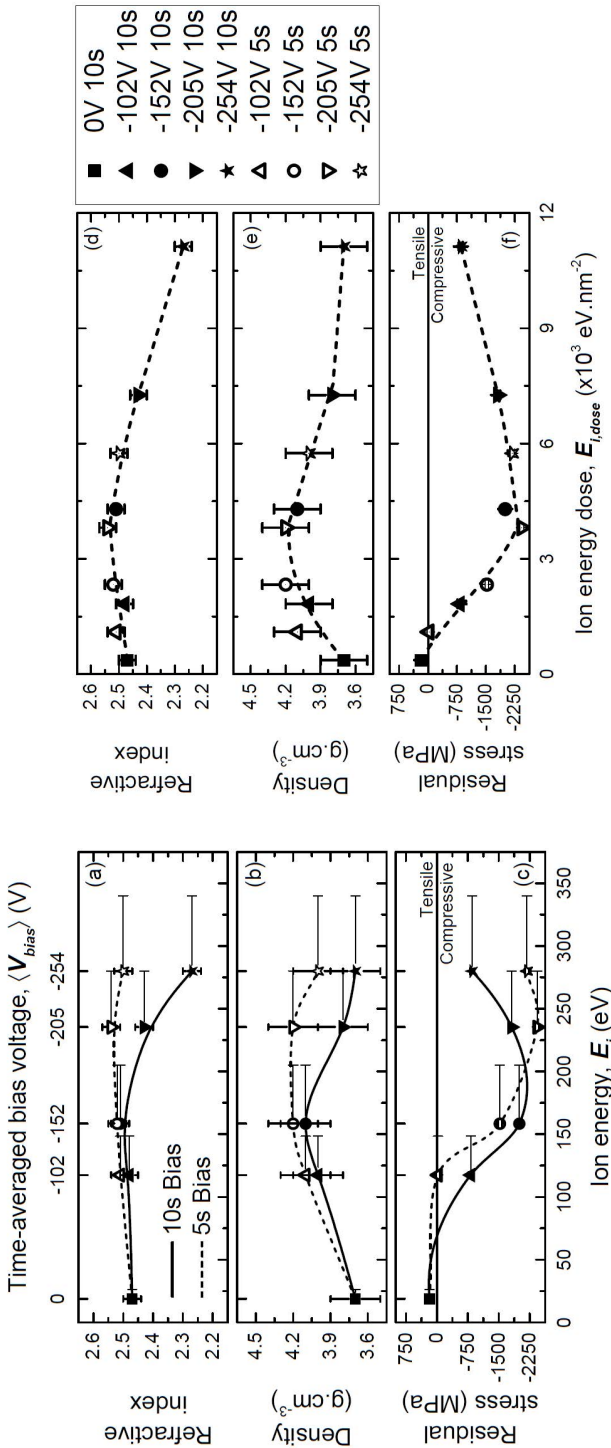 Time-averaged bias voltage, ⟨V_bias⟩ (V)
0 -102 -152 -205 -254
Refractive
index
2.6
2.5
2.4
2.3
2.2
(a)
10s Bias
5s Bias
Density
(g.cm⁻³)
4.5
4.2
3.9
3.6
(b)
Residual
stress (MPa)
750
0
-750
-1500
-2250
Tensile
Compressive
(c)
0 50 100 150 200 250 300 350
Ion energy, E_i (eV)
Refractive
index
2.6
2.5
2.4
2.3
2.2
(d)
Density
(g.cm⁻³)
4.5
4.2
3.9
3.6
(e)
Residual
stress (MPa)
750
0
-750
-1500
-2250
Tensile
Compressive
(f)
0 3 6 9 12
Ion energy dose, E_i,dose (x10³ eV.nm⁻²)
0V 10s
-102V 10s
-152V 10s
-205V 10s
-254V 10s
-102V 5s
-152V 5s
-205V 5s
-254V 5s